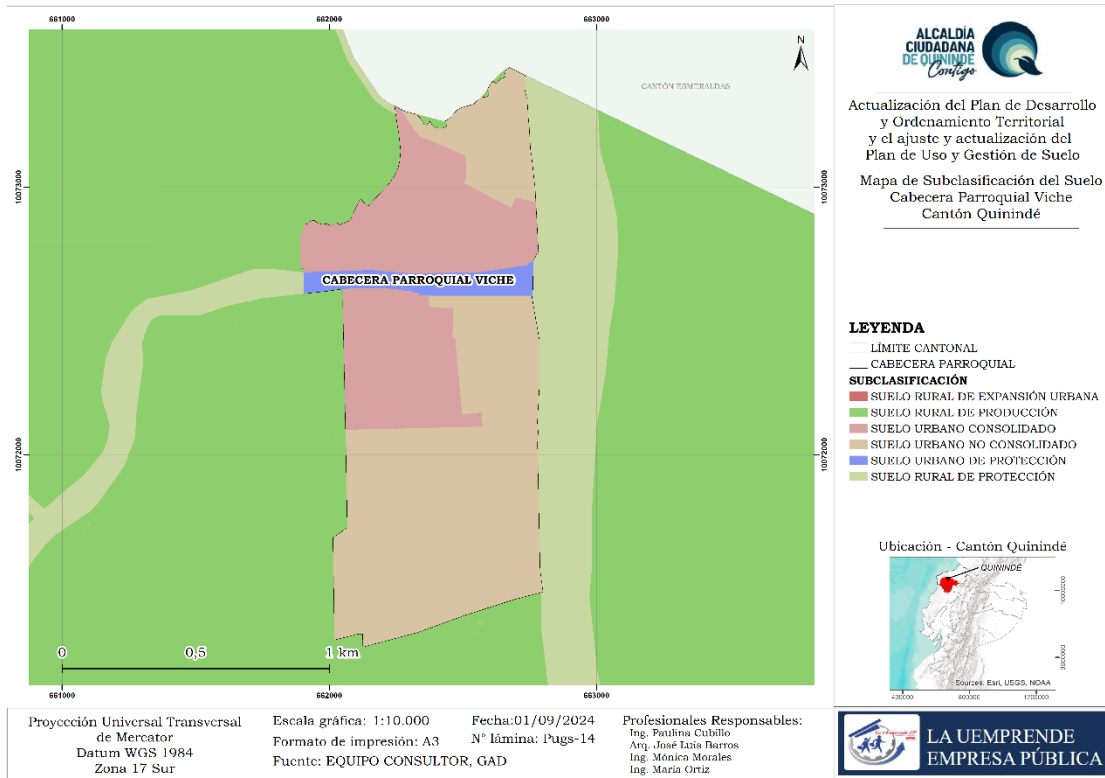 661000
662000
663000
10073000
10072000
N
CANTÓN ESMERALDAS
CABECERA PARROQUIAL VICHE
0
0,5
1 km
661000
662000
663000
10073000
10072000
ALCALDÍA
CIUDADANA
DE QUININDE
Contigo
Actualización del Plan de Desarrollo
y Ordenamiento Territorial
y el ajuste y actualización del
Plan de Uso y Gestión de Suelo
Mapa de Subclasificación del Suelo
Cabecera Parroquial Viche
Cantón Quinindé
LEYENDA
LÍMITE CANTONAL
CABECERA PARROQUIAL
SUBCLASIFICACIÓN
SUELO RURAL DE EXPANSIÓN URBANA
SUELO RURAL DE PRODUCCIÓN
SUELO URBANO CONSOLIDADO
SUELO URBANO NO CONSOLIDADO
SUELO URBANO DE PROTECCIÓN
SUELO RURAL DE PROTECCIÓN
Ubicación - Cantón Quinindé
QUININDÉ
Sources: Esri, USGS, NOAA
400000
800000
1200000
Proyección Universal Transversal
de Mercator
Datum WGS 1984
Zona 17 Sur
Escala gráfica: 1:10.000
Formato de impresión: A3
Fuente: EQUIPO CONSULTOR, GAD
Fecha:01/09/2024
N° lámina: Pugs-14
Profesionales Responsables:
Ing. Paulina Cubillo
Arq. José Luis Barros
Ing. Mónica Morales
Ing. María Ortiz
LA UEMPRENDE
EMPRESA PÚBLICA